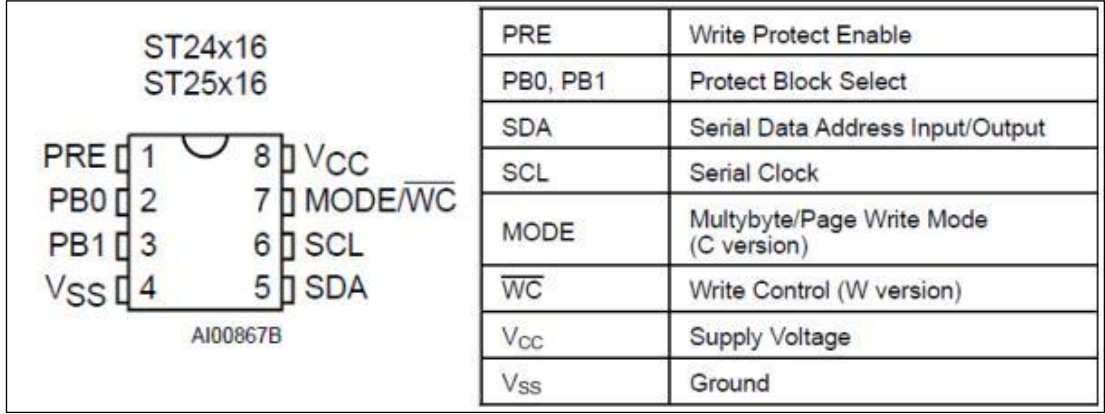 ST24x16
ST25x16
PRE 1 8 VCC
PB0 2 7 MODE/W̅C̅
PB1 3 6 SCL
VSS 4 5 SDA
AI00867B
PRE Write Protect Enable
PB0, PB1 Protect Block Select
SDA Serial Data Address Input/Output
SCL Serial Clock
MODE Multybyte/Page Write Mode
(C version)
W̅C̅ Write Control (W version)
VCC Supply Voltage
VSS Ground